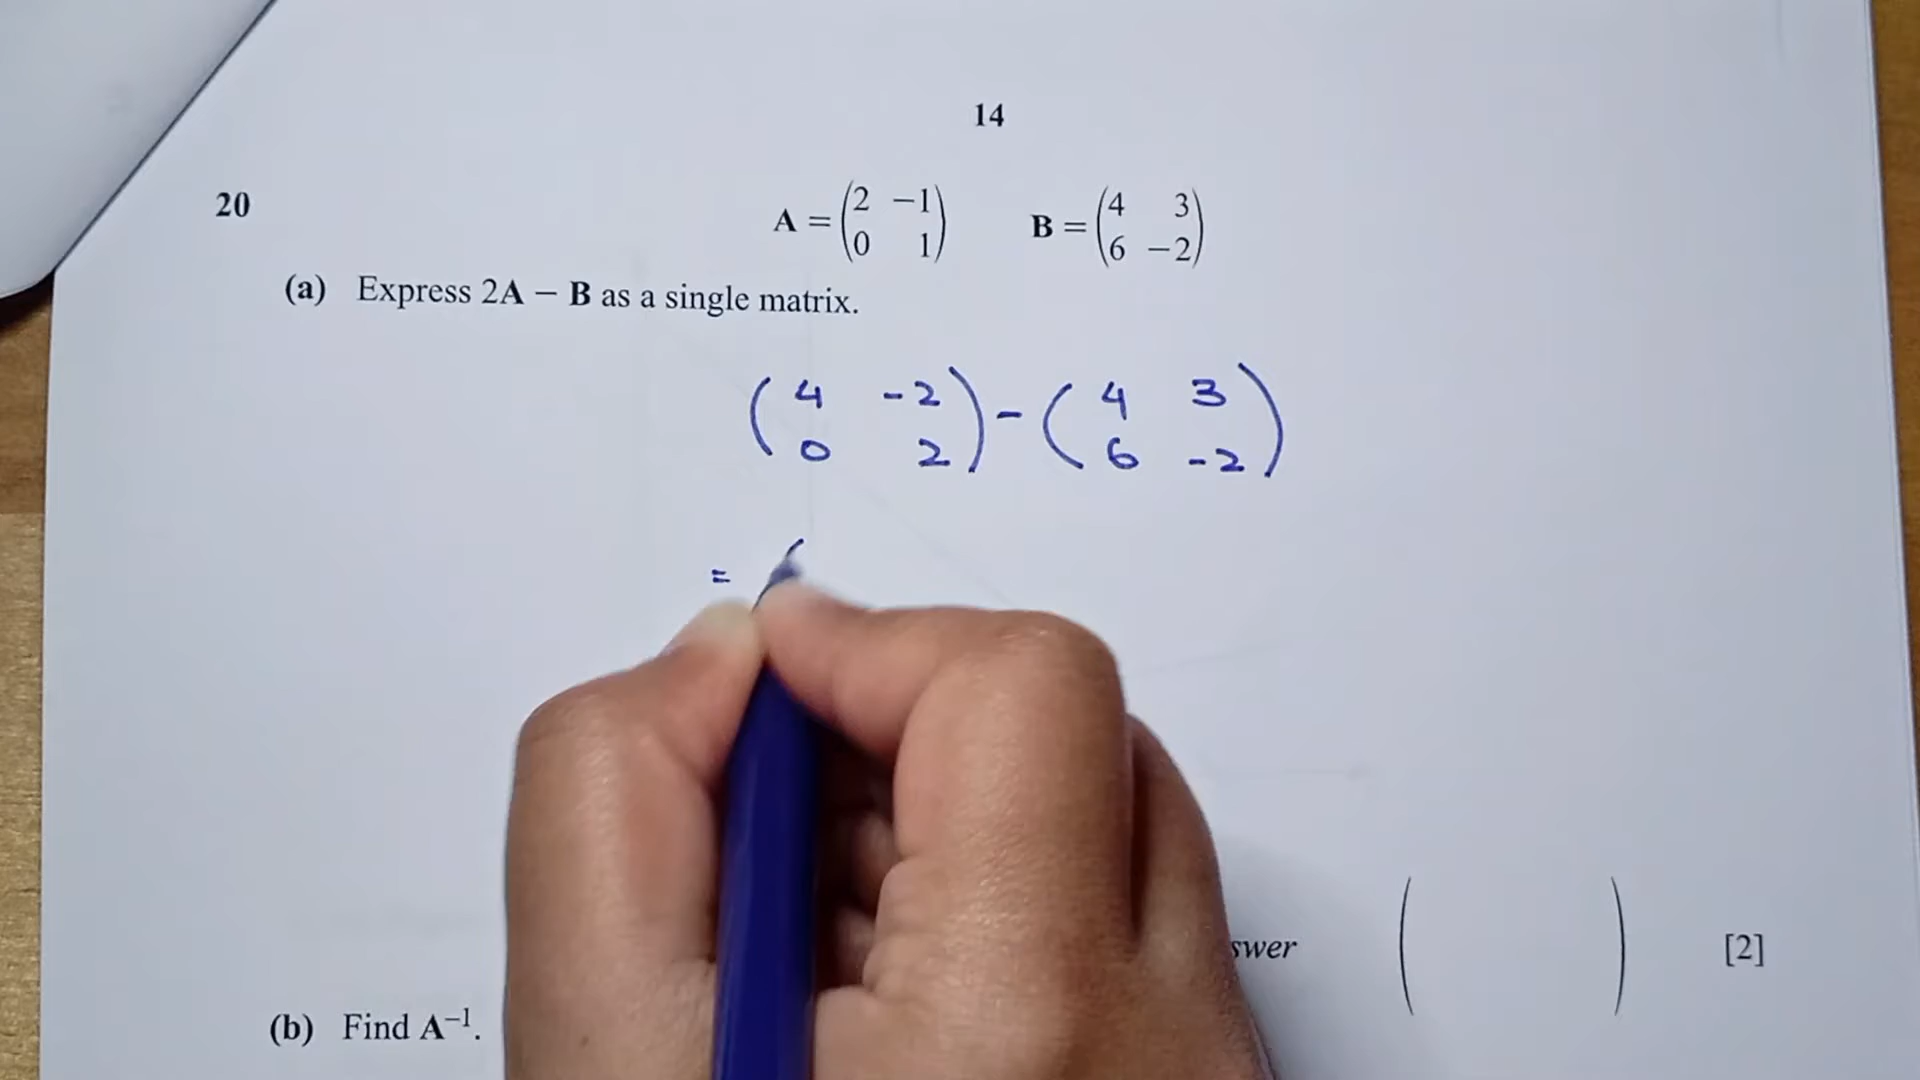 14
20 A = (2 −1 0 1) B = (4 3 6 −2)
(a) Express 2A − B as a single matrix.
(4 -2 0 2) - (4 3 6 -2)
= (
( ) [2]
(b) Find A⁻¹.